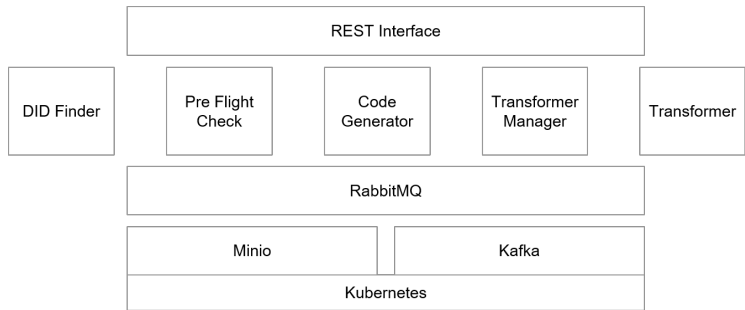 REST Interface
DID Finder
Pre Flight
Check
Code
Generator
Transformer
Manager
Transformer
RabbitMQ
Minio
Kafka
Kubernetes